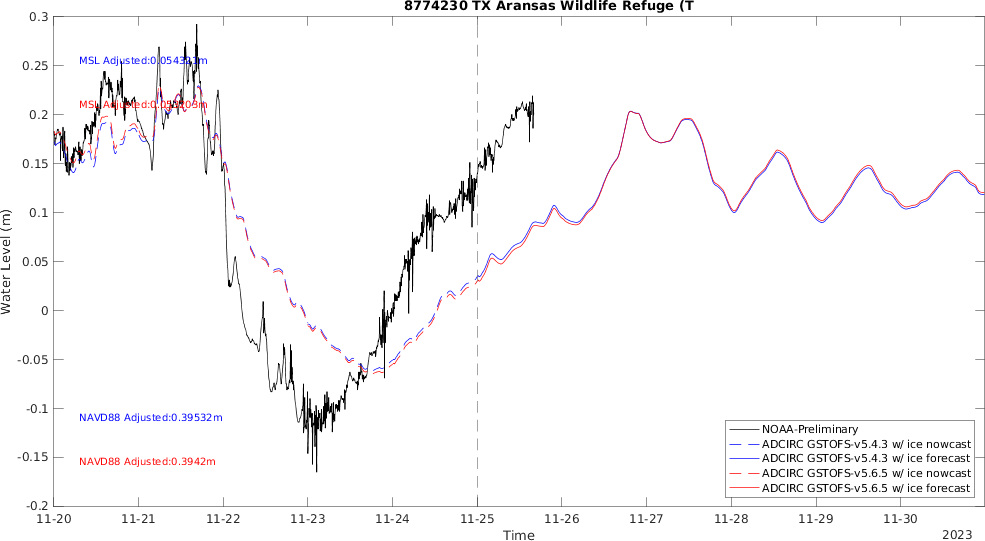 8774230 TX Aransas Wildlife Refuge (T
0.3
0.25
0.2
0.15
0.1
0.05
0
-0.05
-0.1
-0.15
-0.2
Water Level (m)
MSL Adjusted:
MSL Adjusted:
NAVD88 Adjusted:0.39532m
NAVD88 Adjusted:0.3942m
NOAA-Preliminary
ADCIRC GSTOFS-v5.4.3 w/ ice nowcast
ADCIRC GSTOFS-v5.4.3 w/ ice forecast
ADCIRC GSTOFS-v5.6.5 w/ ice nowcast
ADCIRC GSTOFS-v5.6.5 w/ ice forecast
11-20 11-21 11-22 11-23 11-24 11-25 11-26 11-27 11-28 11-29 11-30
Time
2023